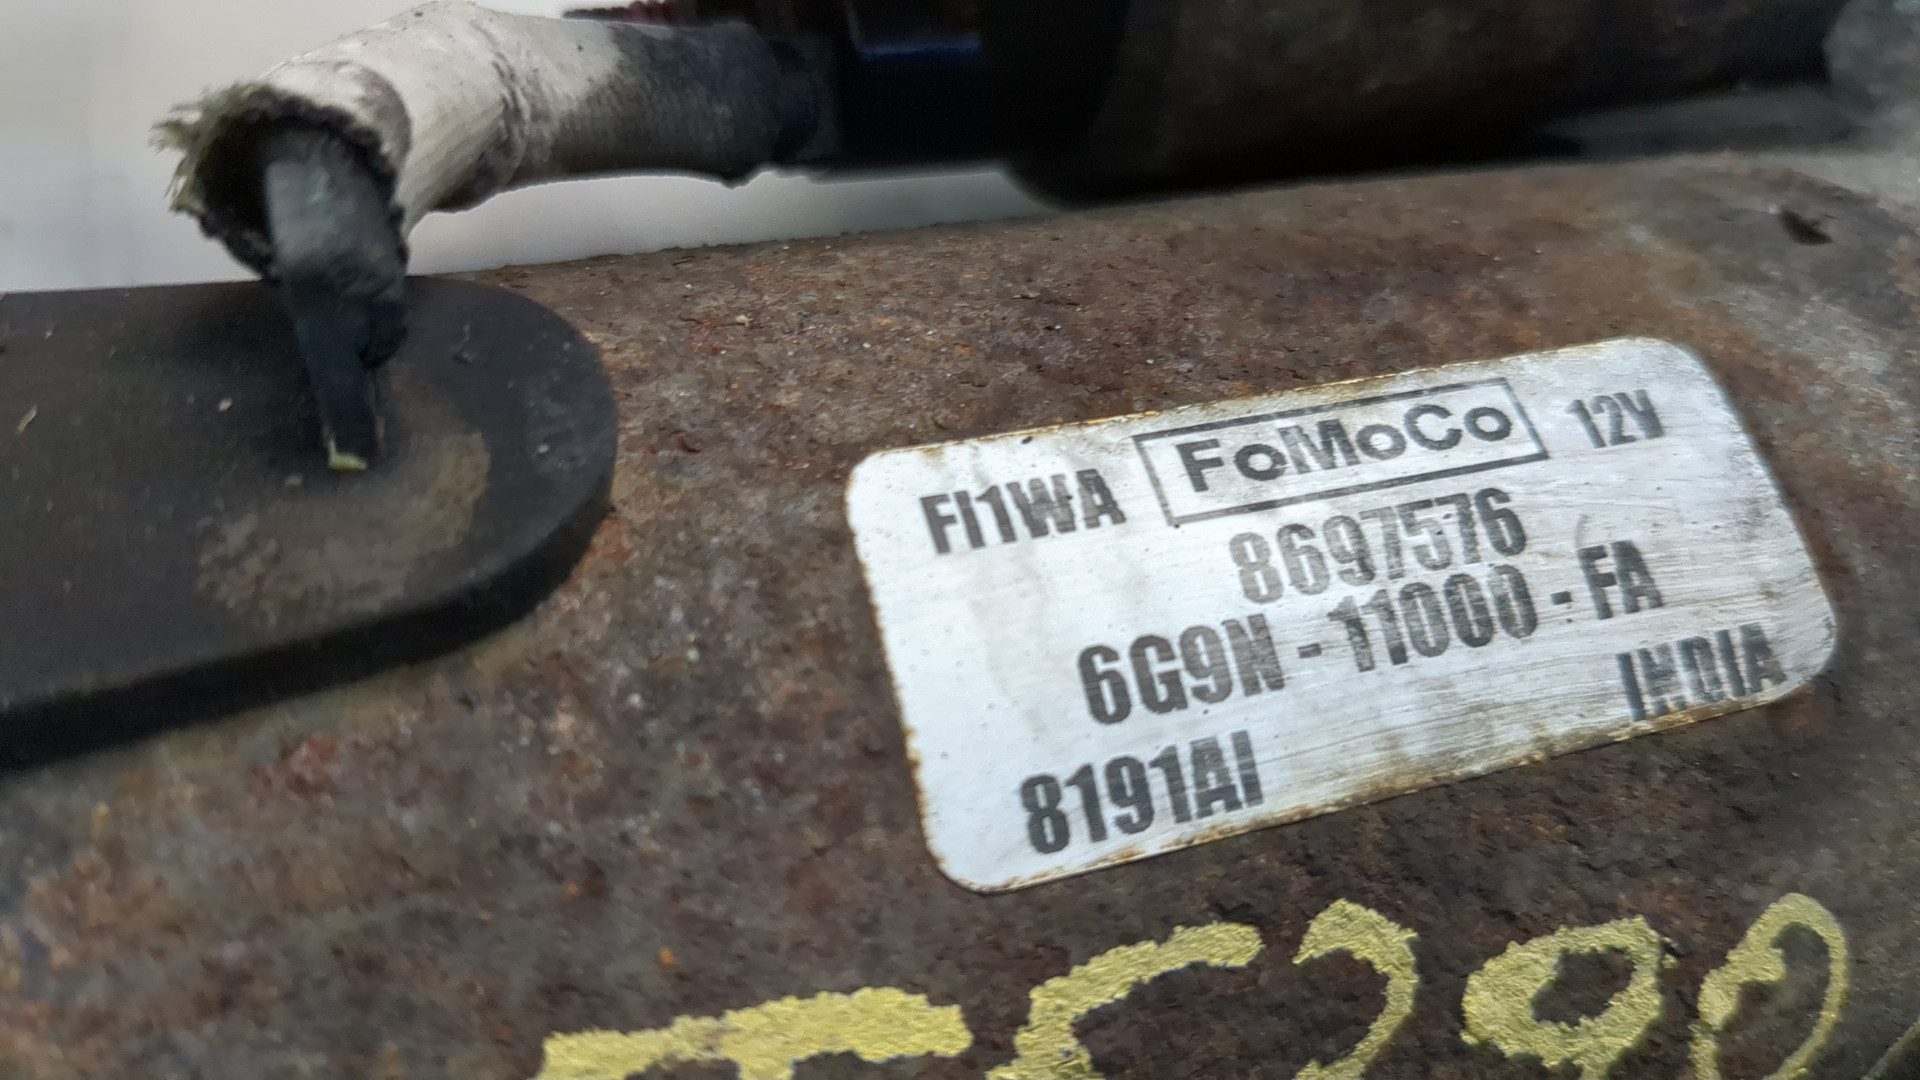 FI1WA FoMoCo 12V
8697576
6G9N-11000-FA
INDIA
8191AI